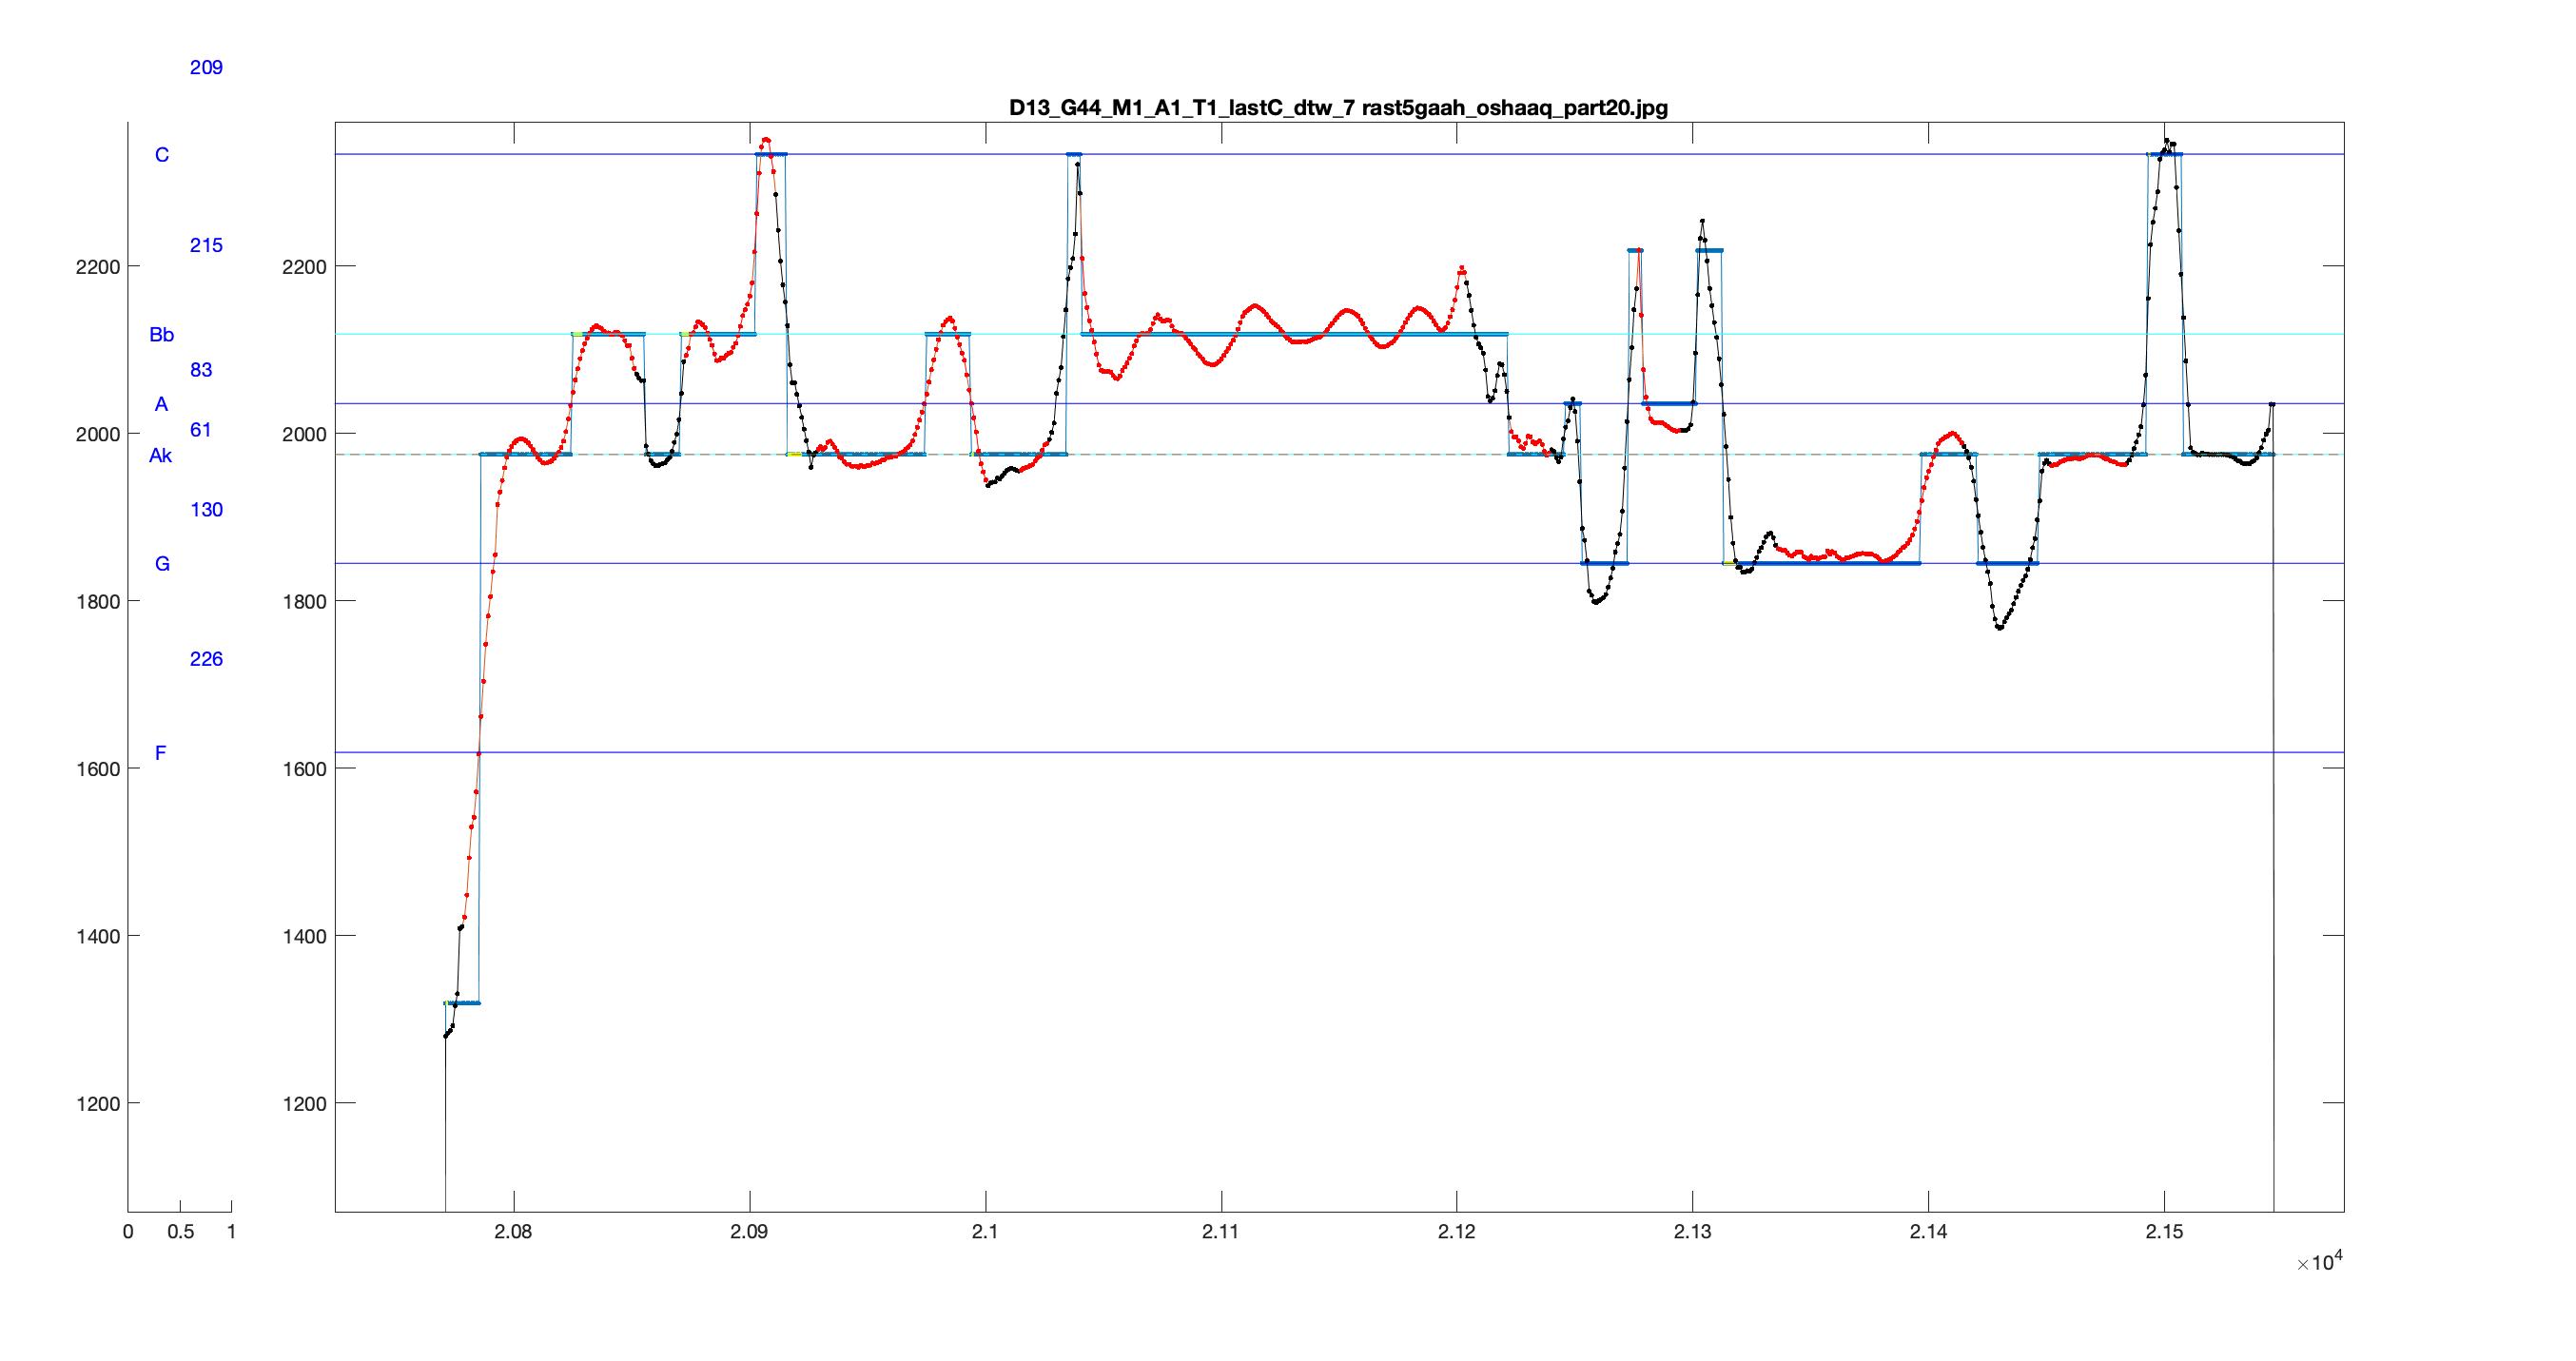 209
D13_G44_M1_A1_T1_lastC_dtw_7 rast5gaah_oshaaq_part20.jpg
C
215
2200 2200
Bb
83
A
61
2000 2000
Ak
130
G
1800 1800
226
F
1600 1600
1400 1400
1200 1200
0 0.5 1 2.08 2.09 2.1 2.11 2.12 2.13 2.14 2.15
×10⁴